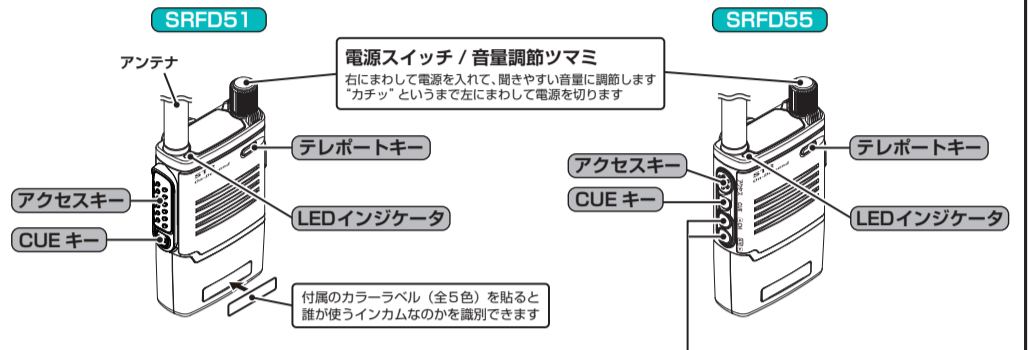 SRFD51
SRFD55
アンテナ
電源スイッチ / 音量調節ツマミ
右にまわして電源を入れて、聞きやすい音量に調節します
“カチッ” というまで左にまわして電源を切ります
テレポートキー
アクセスキー
LEDインジケータ
CUE キー
付属のカラーラベル（全5色）を貼ると
誰が使うインカムなのかを識別できます
テレポートキー
アクセスキー
CUE キー
LEDインジケータ